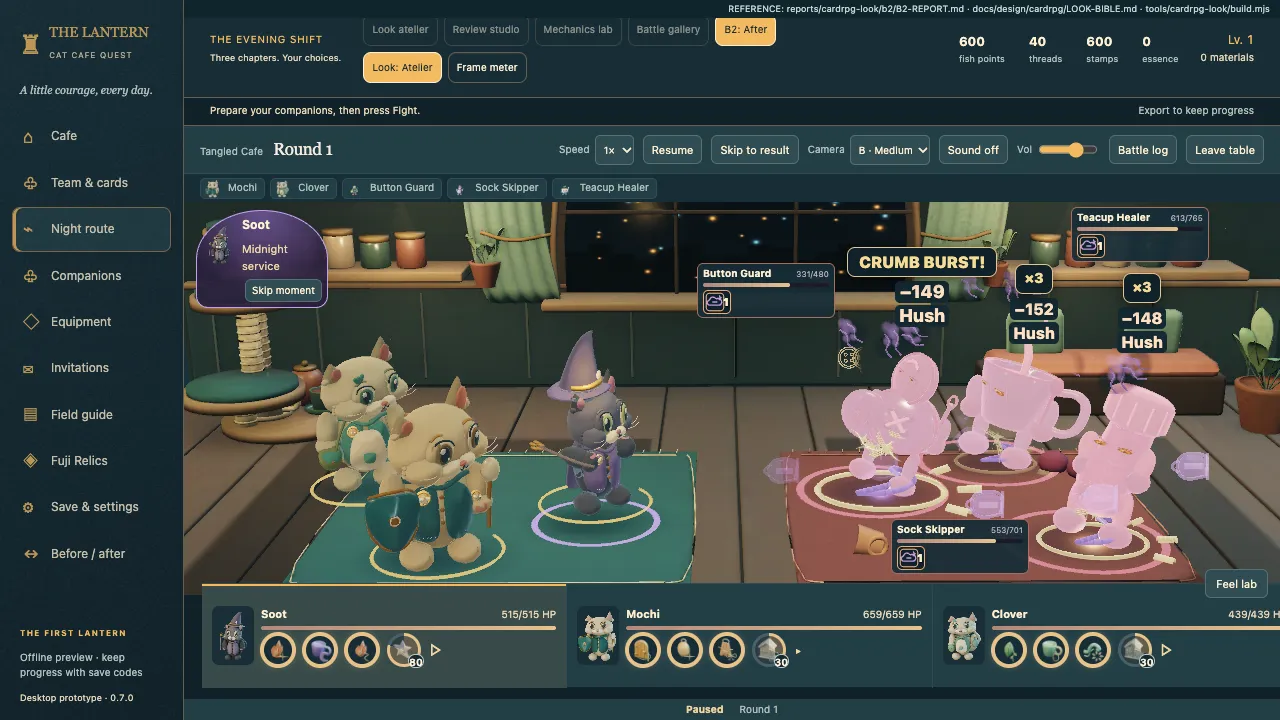 REFERENCE: reports/cardrpg-look/b2/B2-REPORT.md · docs/design/cardrpg/LOOK-BIBLE.md · tools/cardrpg-look/build.mjs
THE LANTERN
CAT CAFE QUEST
A little courage, every day.
Cafe
Team & cards
Night route
Companions
Equipment
Invitations
Field guide
Fuji Relics
Save & settings
Before / after
THE FIRST LANTERN
Offline preview · keep
progress with save codes
Desktop prototype · 0.7.0
THE EVENING SHIFT
Three chapters. Your choices.
Look atelier
Review studio
Mechanics lab
Battle gallery
B2: After
Look: Atelier
Frame meter
600
fish points
40
threads
600
stamps
0
essence
Lv. 1
0 materials
Prepare your companions, then press Fight.
Export to keep progress
Tangled Cafe Round 1
Speed
1×
Resume
Skip to result
Camera
B · Medium
Sound off
Vol
Battle log
Leave table
Mochi
Clover
Button Guard
Sock Skipper
Teacup Healer
Soot
Midnight
service
Skip moment
Button Guard 331/480
1
CRUMB BURST!
−149
Hush
×3
−152
Hush
×3
−148
Hush
Teacup Healer 613/765
1
Sock Skipper 553/701
1
Feel lab
Soot 515/515 HP
80
Mochi 659/659 HP
30
Clover 439/439 H
30
Paused Round 1